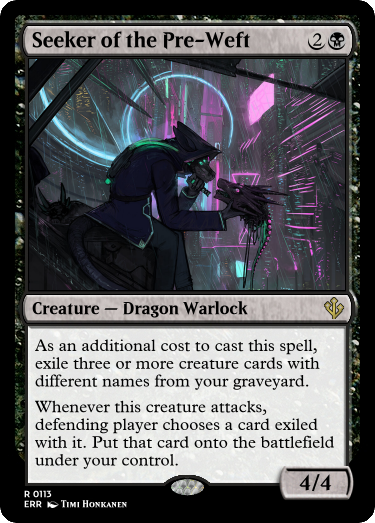 Seeker of the Pre-Weft 2
Creature — Dragon Warlock
As an additional cost to cast this spell,
exile three or more creature cards with
different names from your graveyard.
Whenever this creature attacks,
defending player chooses a card exiled
with it. Put that card onto the battlefield
under your control.
4/4
R 0113
ERR Timi Honkanen